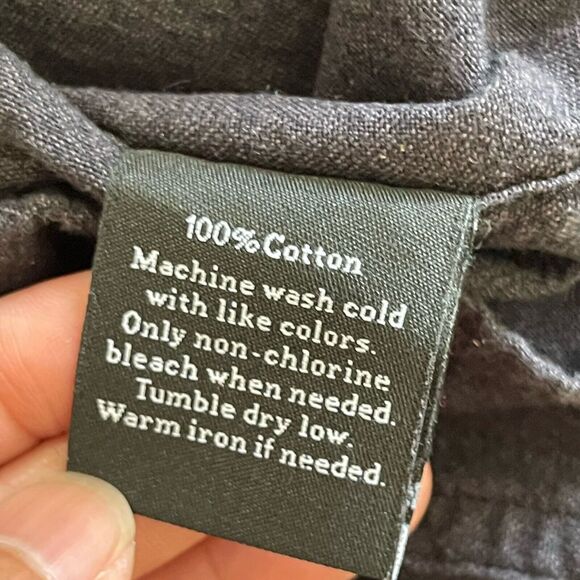 100% Cotton
Machine wash cold
with like colors.
Only non-chlorine
bleach when needed.
Tumble dry low.
Warm iron if needed.